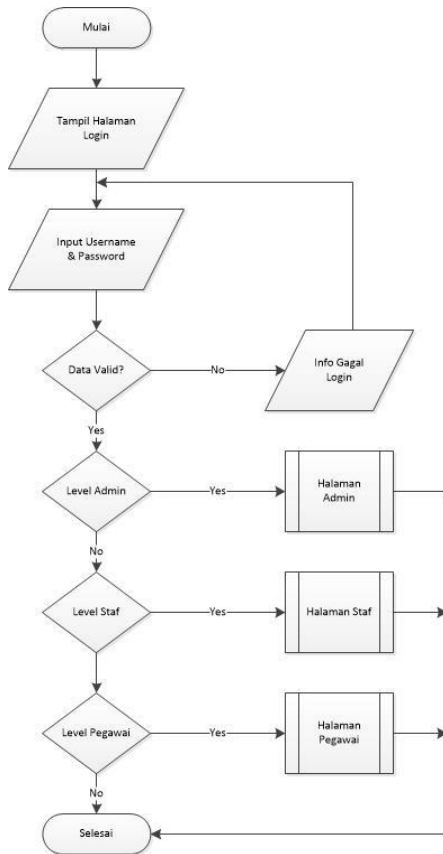 Mulai
Tampil Halaman
Login
Input Username
& Password
Data Valid?
No
Info Gagal
Login
Yes
Level Admin
Yes
Halaman
Admin
No
Level Staf
Yes
Halaman Staf
Level Pegawai
Yes
Halaman
Pegawai
No
Selesai